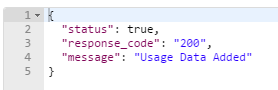 1 {
2 "status": true,
3 "response_code": "200",
4 "message": "Usage Data Added"
5 }